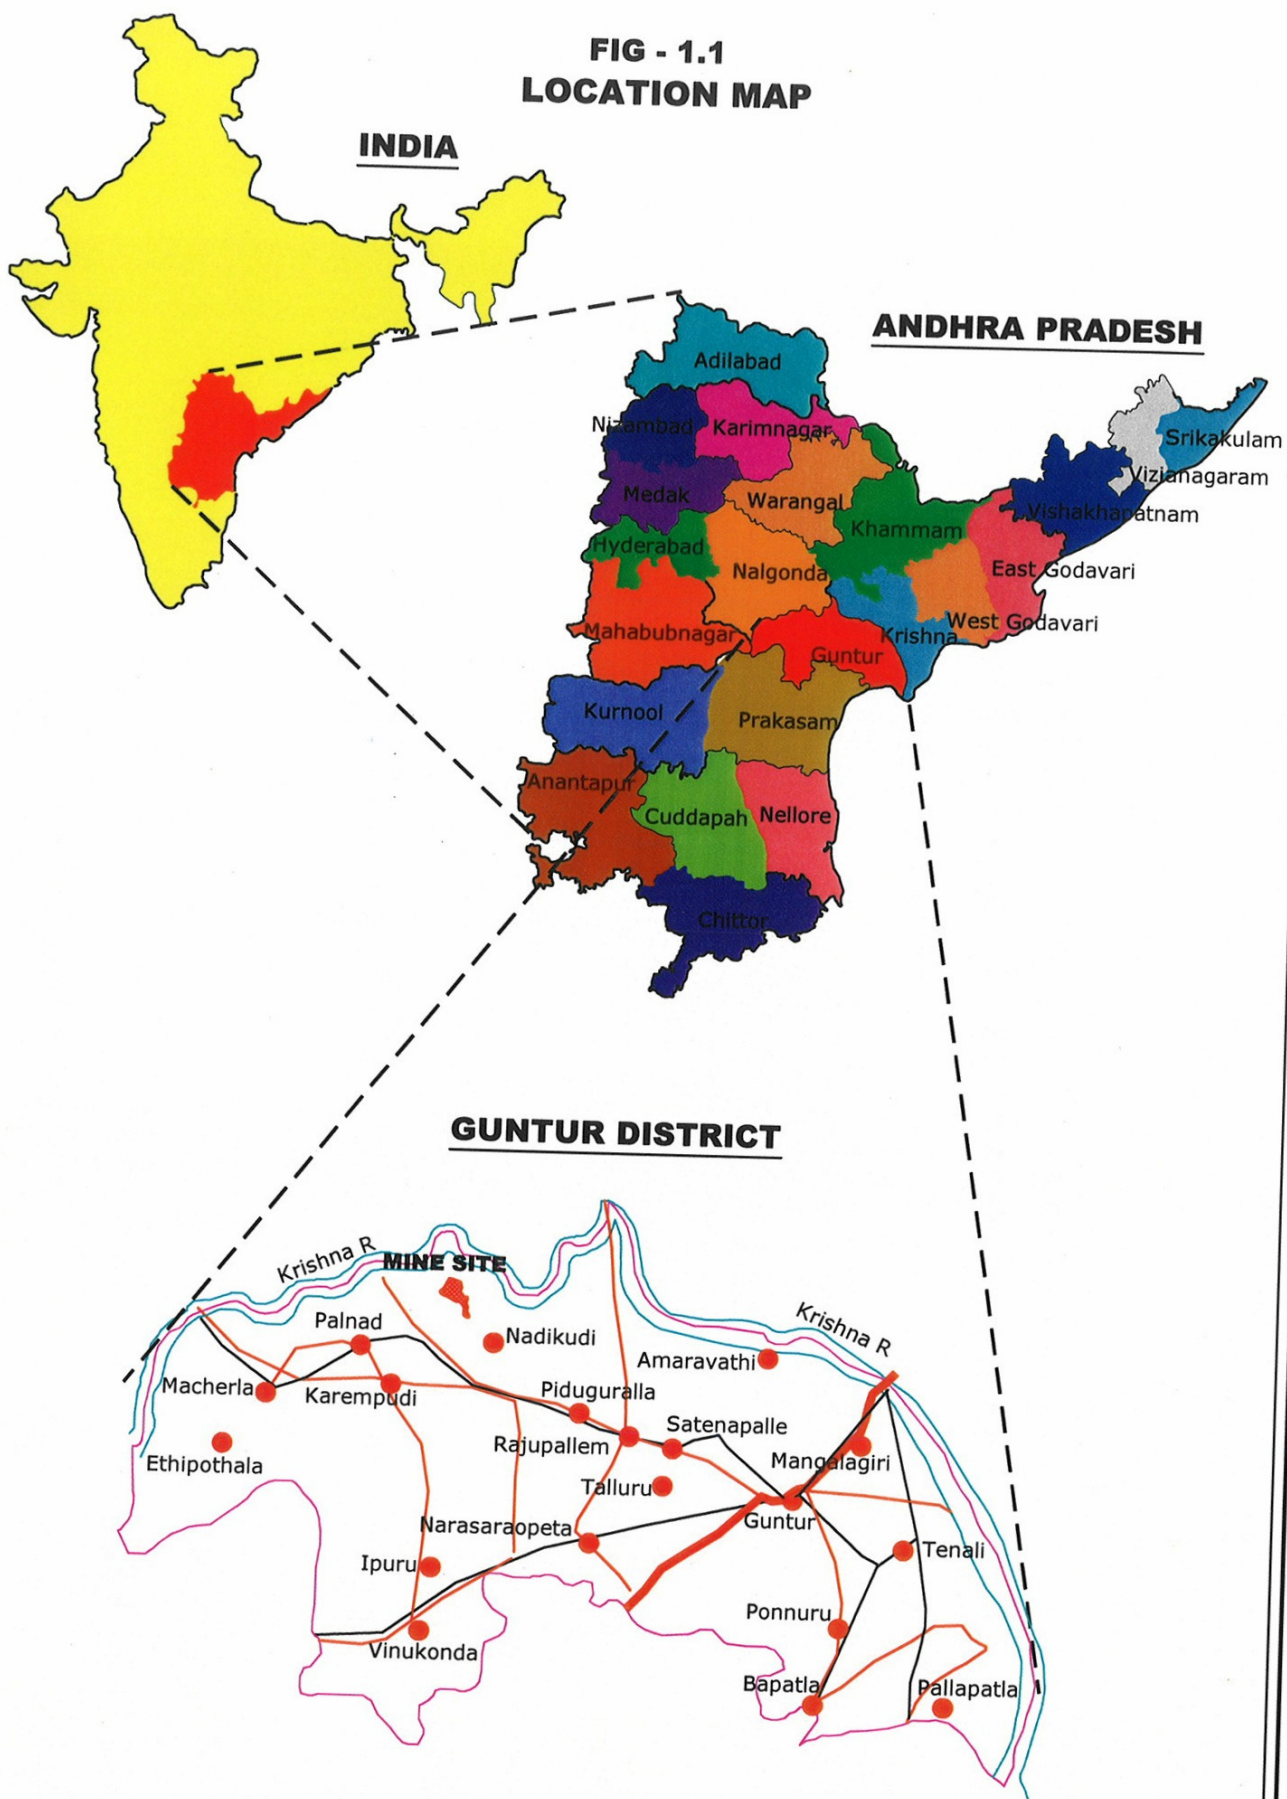 FIG - 1.1
LOCATION MAP
INDIA
ANDHRA PRADESH
Adilabad
Nizambad
Karimnagar
Srikakulam
Vizianagaram
Medak
Warangal
Vishakhapatnam
Khammam
Hyderabad
Nalgonda
East Godavari
West Godavari
Mahabubnagar
Krishna
Guntur
Kurnool
Prakasam
Anantapur
Cuddapah
Nellore
Chittor
GUNTUR DISTRICT
Krishna R
MINE SITE
Krishna R
Palnad
Nadikudi
Amaravathi
Macherla
Karempudi
Piduguralla
Satenapalle
Rajupallem
Mangalagiri
Ethipothala
Talluru
Guntur
Narasaraopeta
Tenali
Ipuru
Ponnuru
Vinukonda
Bapatla
Pallapatla